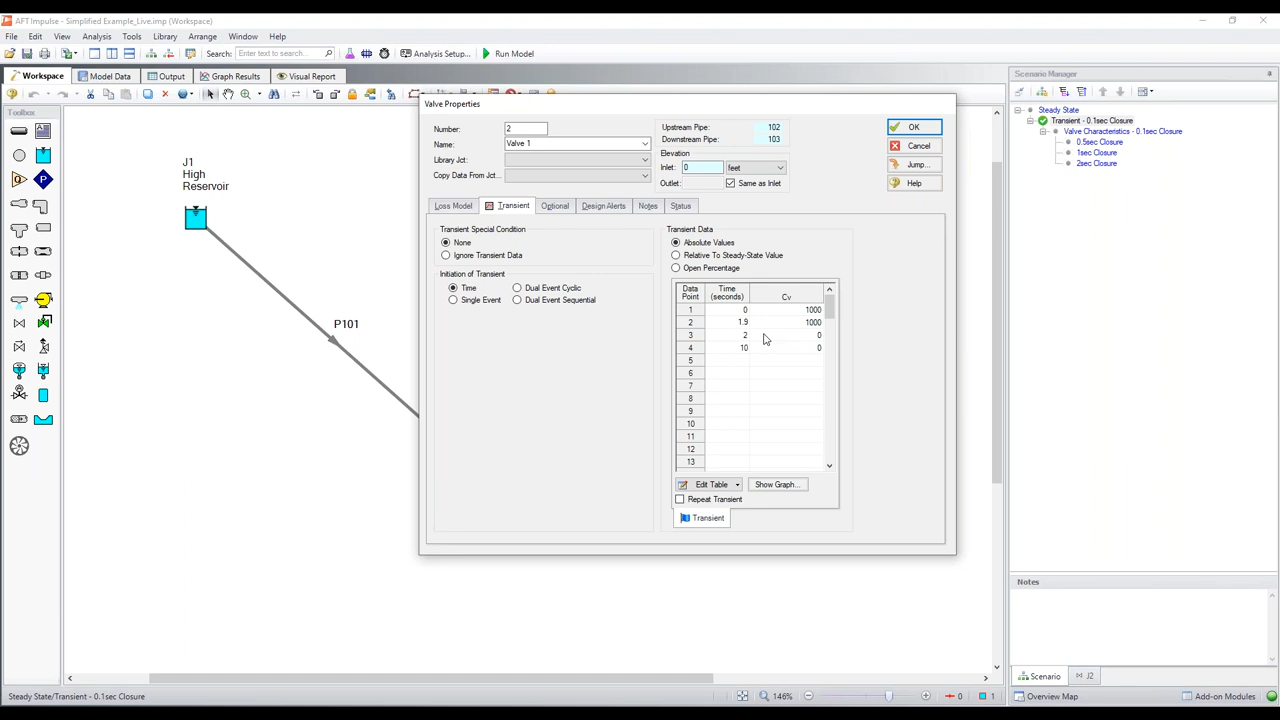 AFT Impulse - Simplified Example_Live.imp (Workspace)
File Edit View Analysis Tools Library Arrange Window Help
Search: Enter text to search... Analysis Setup... Run Model
Workspace Model Data Output Graph Results Visual Report
Toolbox
J1
High
Reservoir
P101
Valve Properties
Number: 2
Name: Valve 1
Library Jct:
Copy Data From Jct...
Upstream Pipe: 102
Downstream Pipe: 103
Elevation
Inlet: 0 feet
Outlet: Same as Inlet
OK
Cancel
Jump...
Help
Loss Model Transient Optional Design Alerts Notes Status
Transient Special Condition
None
Ignore Transient Data
Initiation of Transient
Time Dual Event Cyclic
Single Event Dual Event Sequential
Transient Data
Absolute Values
Relative To Steady-State Value
Open Percentage
Data Point Time (seconds) Cv
1 0 1000
2 1.9 1000
3 2 0
4 10 0
5
6
7
8
9
10
11
12
13
Edit Table Show Graph...
Repeat Transient
Transient
Scenario Manager
Steady State
Transient - 0.1sec Closure
Valve Characteristics - 0.1sec Closure
0.5sec Closure
1sec Closure
2sec Closure
Notes
Scenario J2
Steady State/Transient - 0.1sec Closure 146% 0 1 Overview Map Add-on Modules